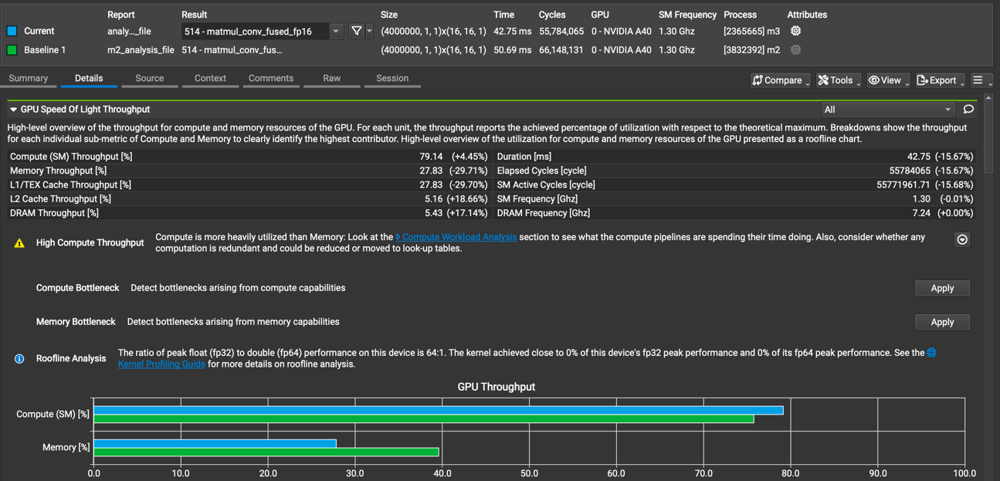 Report Result Size Time Cycles GPU SM Frequency Process Attributes
Current analy..._file 514 - matmul_conv_fused_fp16 (4000000, 1, 1)x(16, 16, 1) 42.75 ms 55,784,065 0 - NVIDIA A40 1.30 Ghz [2365665] m3
Baseline 1 m2_analysis_file 514 - matmul_conv_fus... (4000000, 1, 1)x(16, 16, 1) 50.69 ms 66,148,131 0 - NVIDIA A40 1.30 Ghz [3832392] m2
Summary Details Source Context Comments Raw Session Compare Tools View Export
GPU Speed Of Light Throughput All
High-level overview of the throughput for compute and memory resources of the GPU. For each unit, the throughput reports the achieved percentage of utilization with respect to the theoretical maximum. Breakdowns show the throughput
for each individual sub-metric of Compute and Memory to clearly identify the highest contributor. High-level overview of the utilization for compute and memory resources of the GPU presented as a roofline chart.
Compute (SM) Throughput [%] 79.14 (+4.45%) Duration [ms] 42.75 (-15.67%)
Memory Throughput [%] 27.83 (-29.71%) Elapsed Cycles [cycle] 55784065 (-15.67%)
L1/TEX Cache Throughput [%] 27.83 (-29.70%) SM Active Cycles [cycle] 55771961.71 (-15.68%)
L2 Cache Throughput [%] 5.16 (+18.66%) SM Frequency [Ghz] 1.30 (-0.01%)
DRAM Throughput [%] 5.43 (+17.14%) DRAM Frequency [Ghz] 7.24 (+0.00%)
High Compute Throughput Compute is more heavily utilized than Memory: Look at the Compute Workload Analysis section to see what the compute pipelines are spending their time doing. Also, consider whether any
computation is redundant and could be reduced or moved to look-up tables.
Compute Bottleneck Detect bottlenecks arising from compute capabilities Apply
Memory Bottleneck Detect bottlenecks arising from memory capabilities Apply
Roofline Analysis The ratio of peak float (fp32) to double (fp64) performance on this device is 64:1. The kernel achieved close to 0% of this device's fp32 peak performance and 0% of its fp64 peak performance. See the
Kernel Profiling Guide for more details on roofline analysis.
GPU Throughput
Compute (SM) [%]
Memory [%]
0.0 10.0 20.0 30.0 40.0 50.0 60.0 70.0 80.0 90.0 100.0